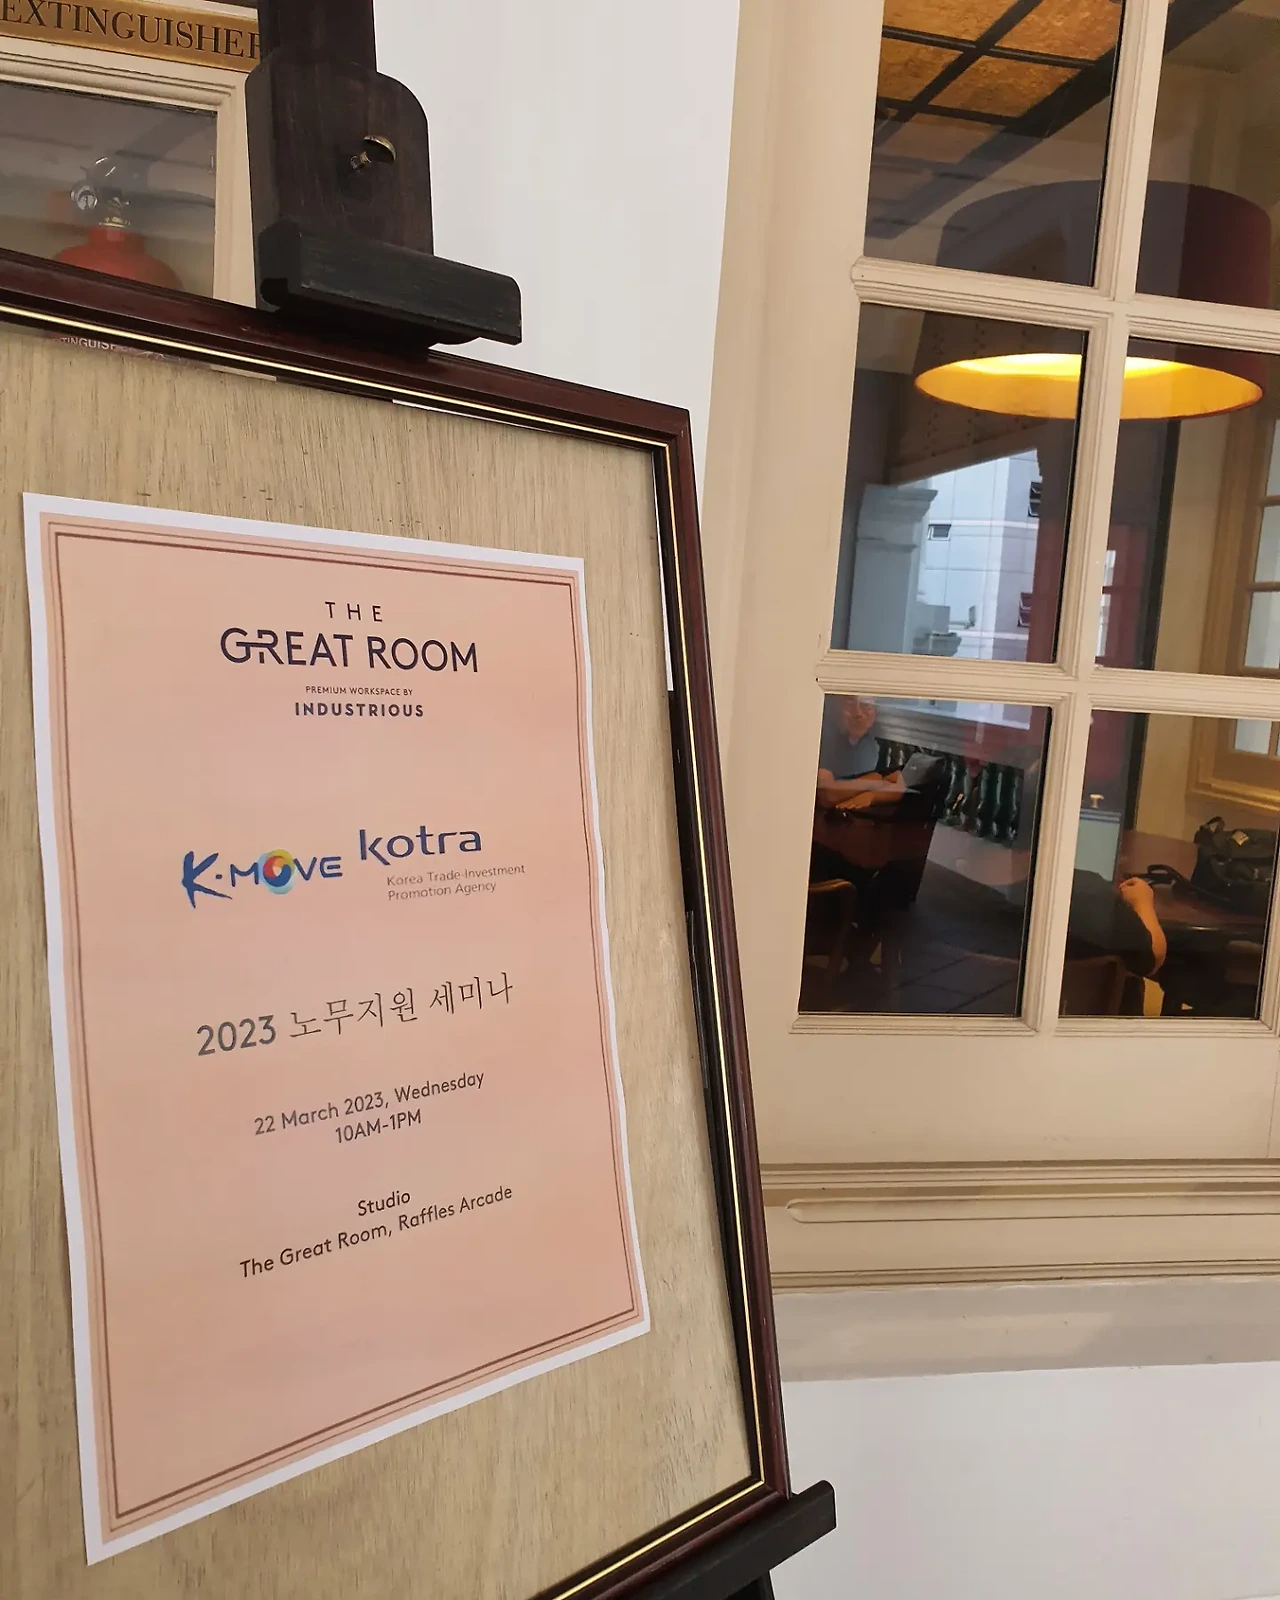 EXTINGUISHER
THE
GREAT ROOM
PREMIUM WORKSPACE BY
INDUSTRIOUS
K·MOVE
kotra
Korea Trade-Investment
Promotion Agency
2023 노무지원 세미나
22 March 2023, Wednesday
10AM-1PM
Studio
The Great Room, Raffles Arcade